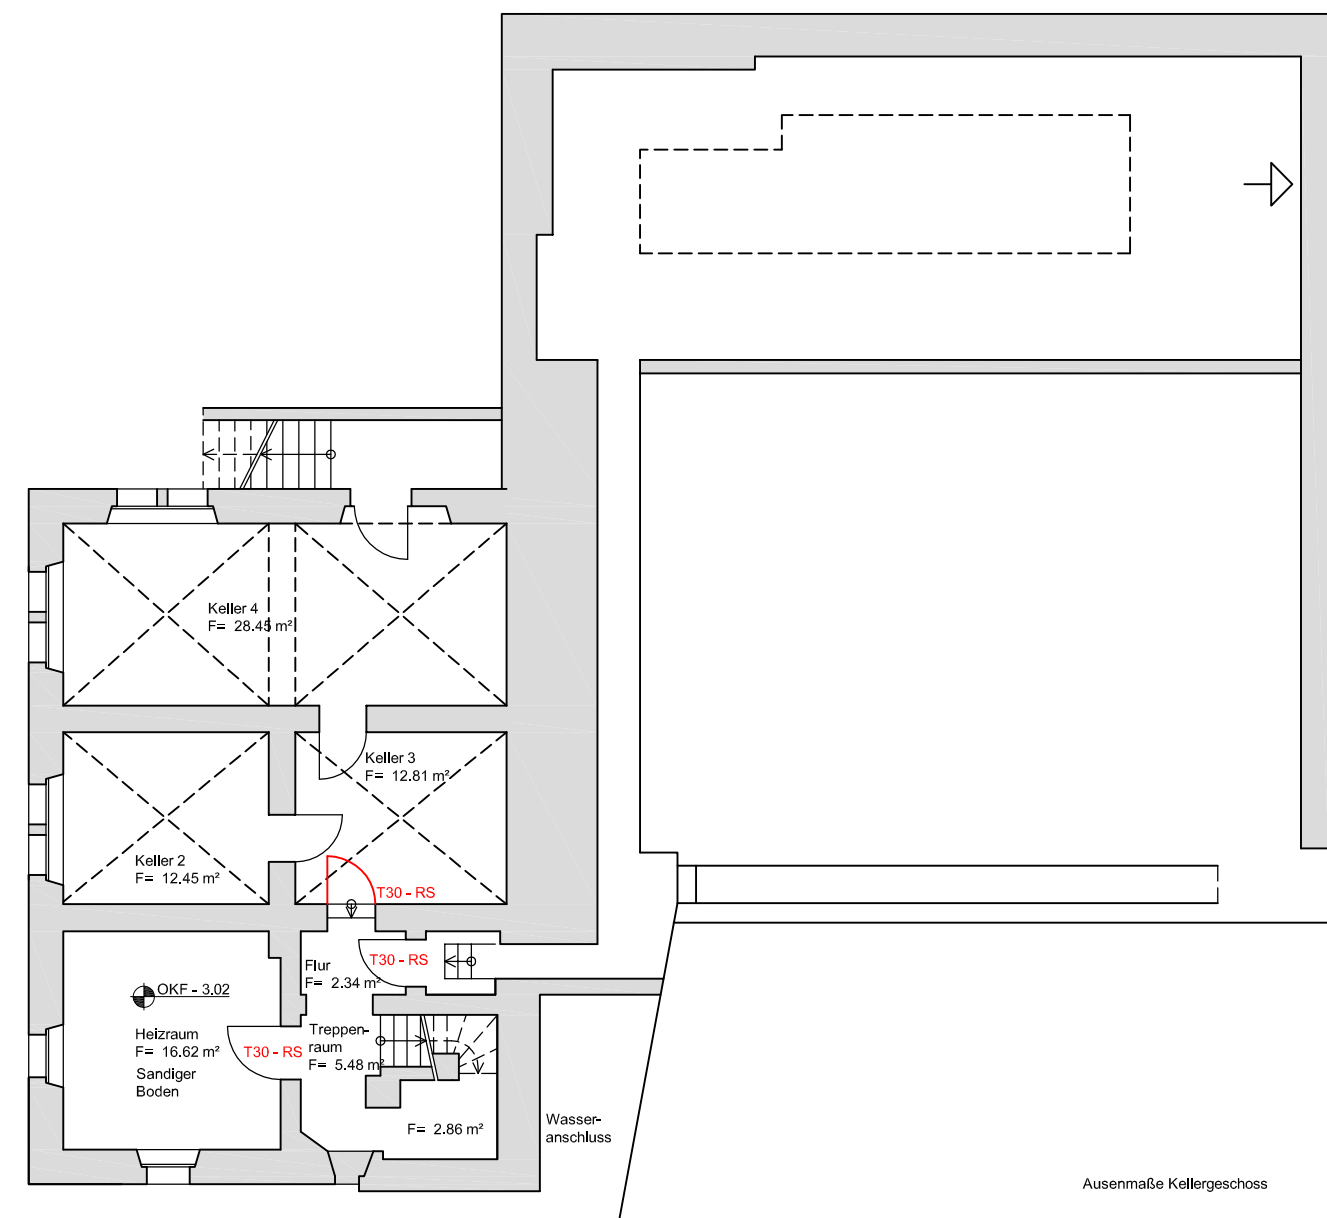 Keller 4
F= 28.45 m²
Keller 3
F= 12.81 m²
Keller 2
F= 12.45 m²
T30 - RS
Flur
F= 2.34 m²
T30 - RS
OKF - 3.02
Heizraum
F= 16.62 m²
Sandiger
Boden
T30 - RS
Treppen-
raum
F= 5.48 m²
F= 2.86 m²
Wasser-
anschluss
Ausenmaße Kellergeschoss